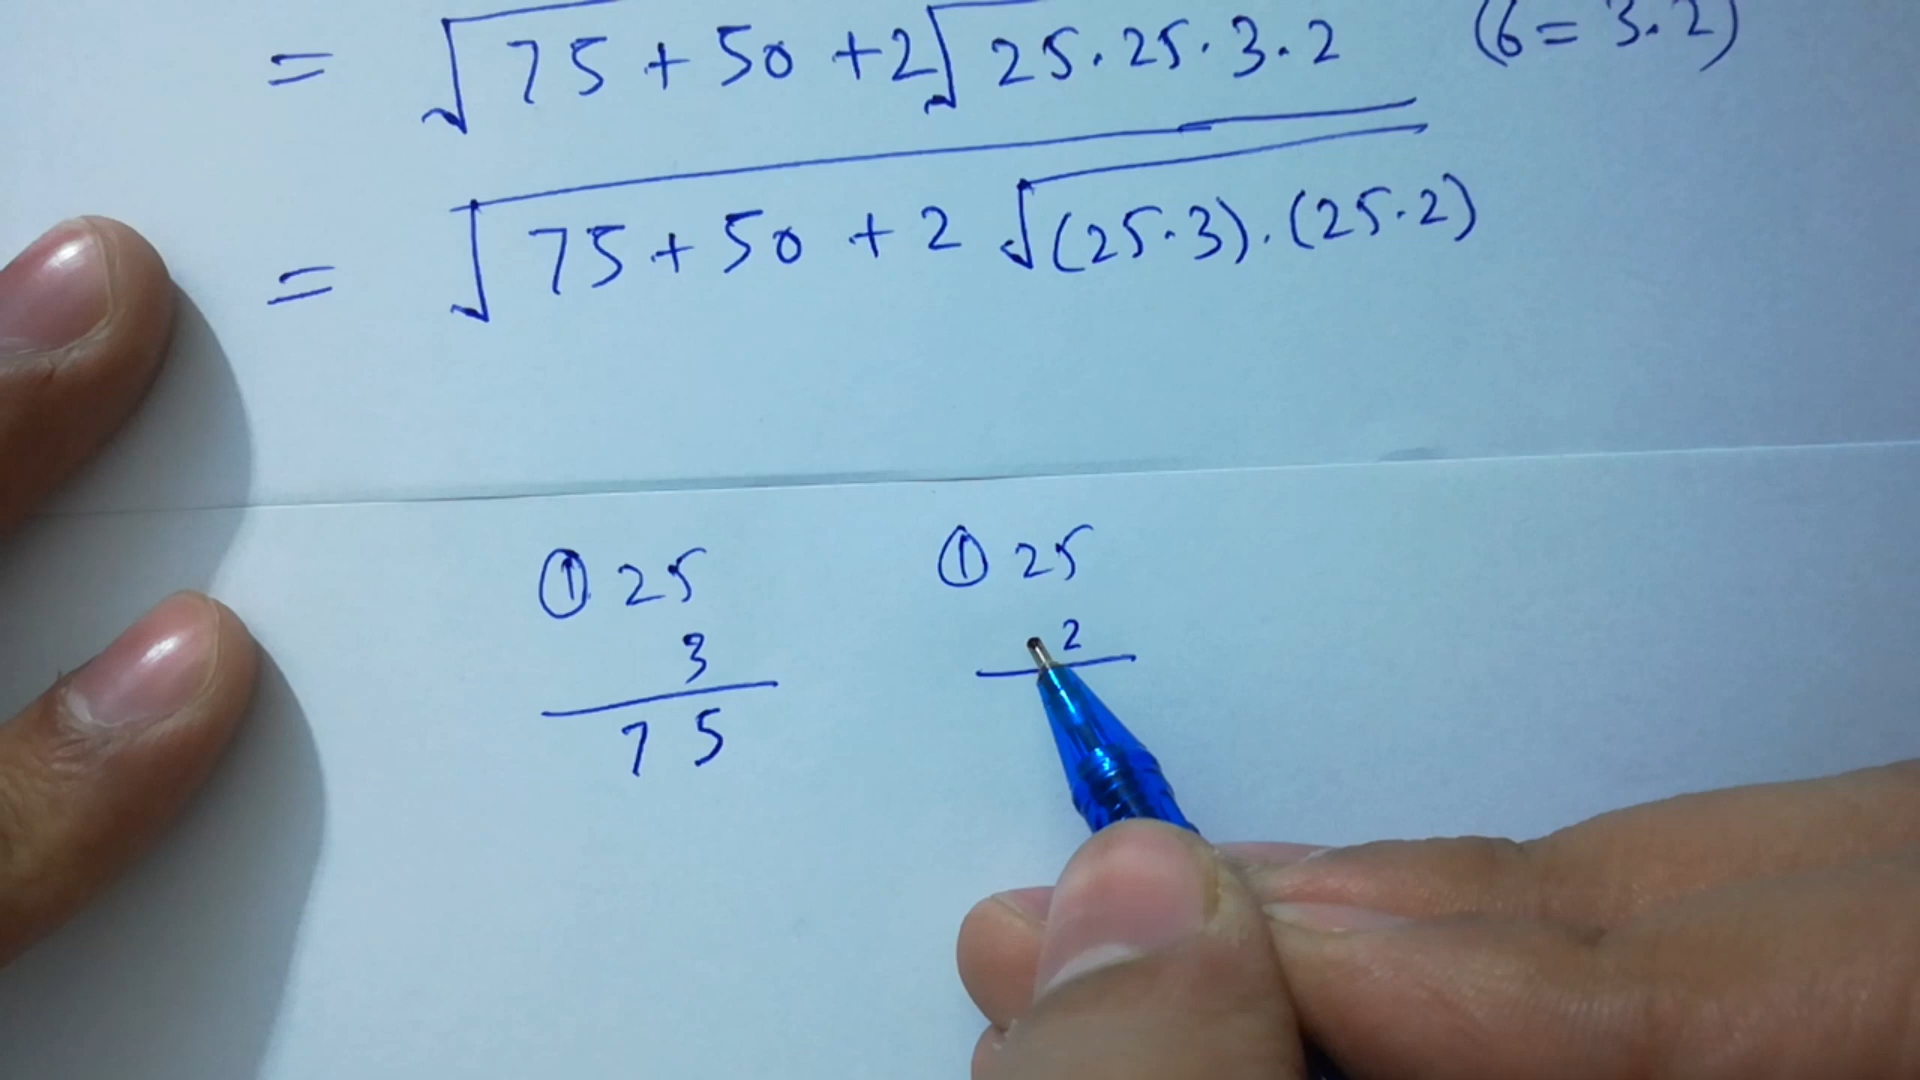 = √75 + 50 + 2√25 · 25 · 3 · 2 (6 = 3 · 2)
= √75 + 50 + 2 √(25 · 3) · (25 · 2)
① 25 ① 25
3 2
75